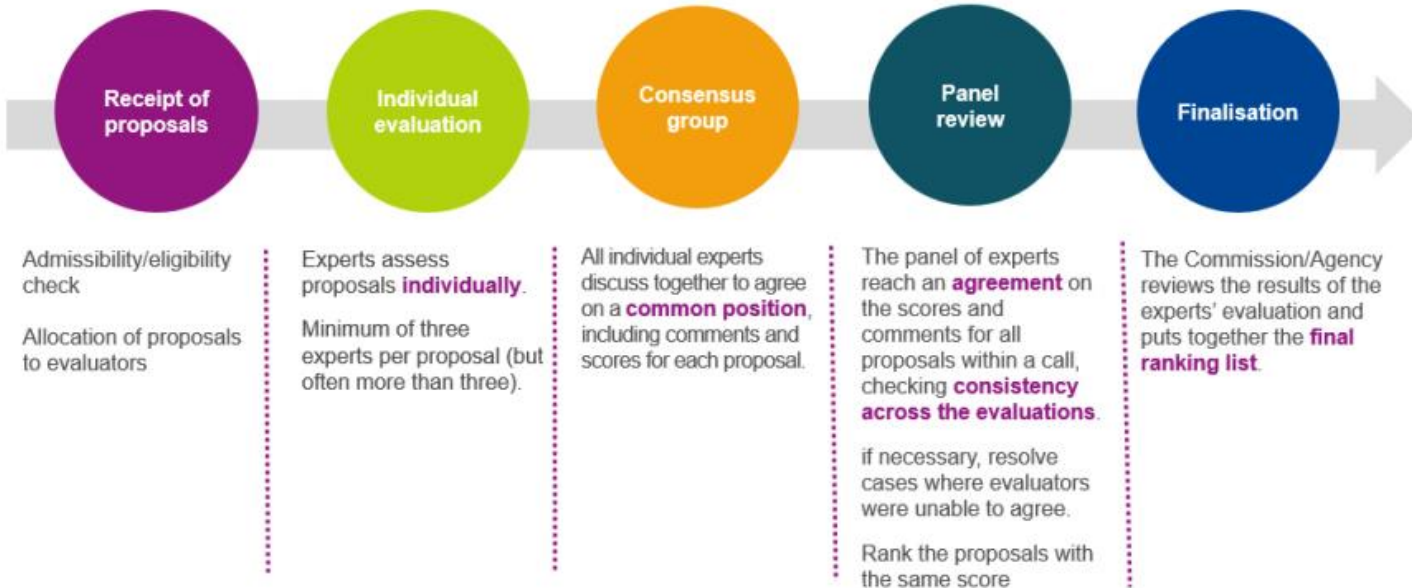 Receipt of
proposals
Individual
evaluation
Consensus
group
Panel
review
Finalisation
Admissibility/eligibility
check
Allocation of proposals
to evaluators
Experts assess
proposals individually.
Minimum of three
experts per proposal (but
often more than three).
All individual experts
discuss together to agree
on a common position,
including comments and
scores for each proposal.
The panel of experts
reach an agreement on
the scores and
comments for all
proposals within a call,
checking consistency
across the evaluations.
if necessary, resolve
cases where evaluators
were unable to agree.
Rank the proposals with
the same score
The Commission/Agency
reviews the results of the
experts' evaluation and
puts together the final
ranking list.